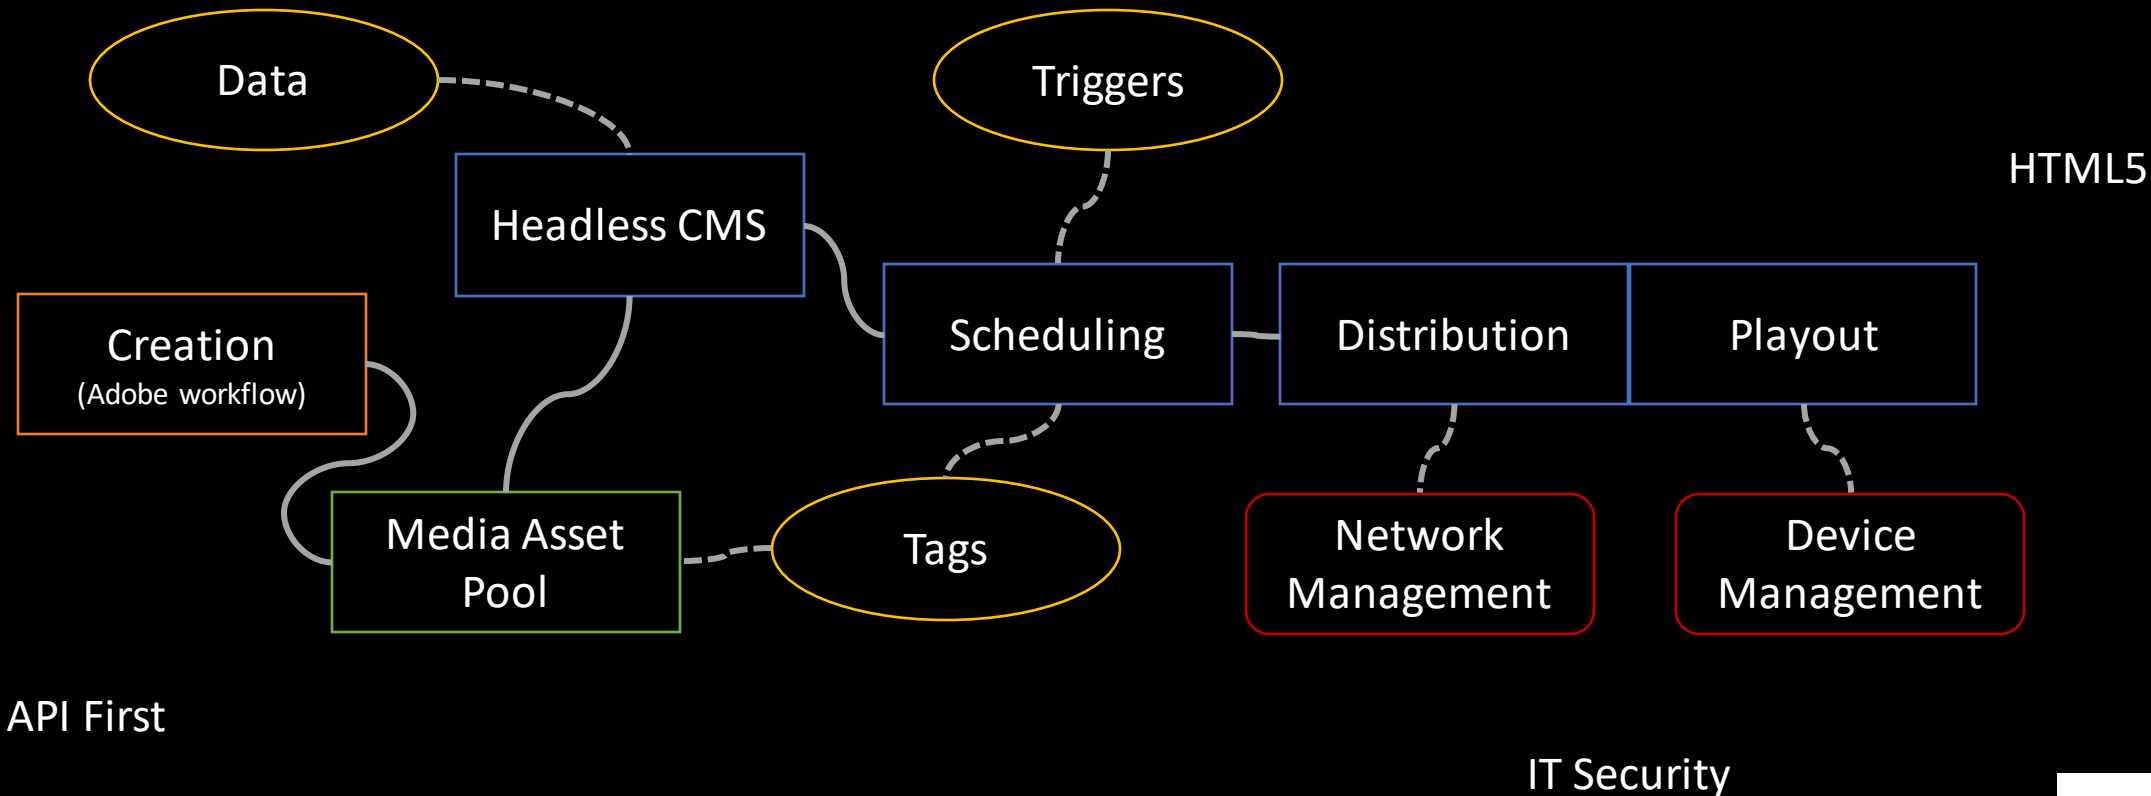 Data
Triggers
HTML5
Headless CMS
Creation
(Adobe workflow)
Scheduling
Distribution
Playout
Media Asset
Pool
Tags
Network
Management
Device
Management
API First
IT Security